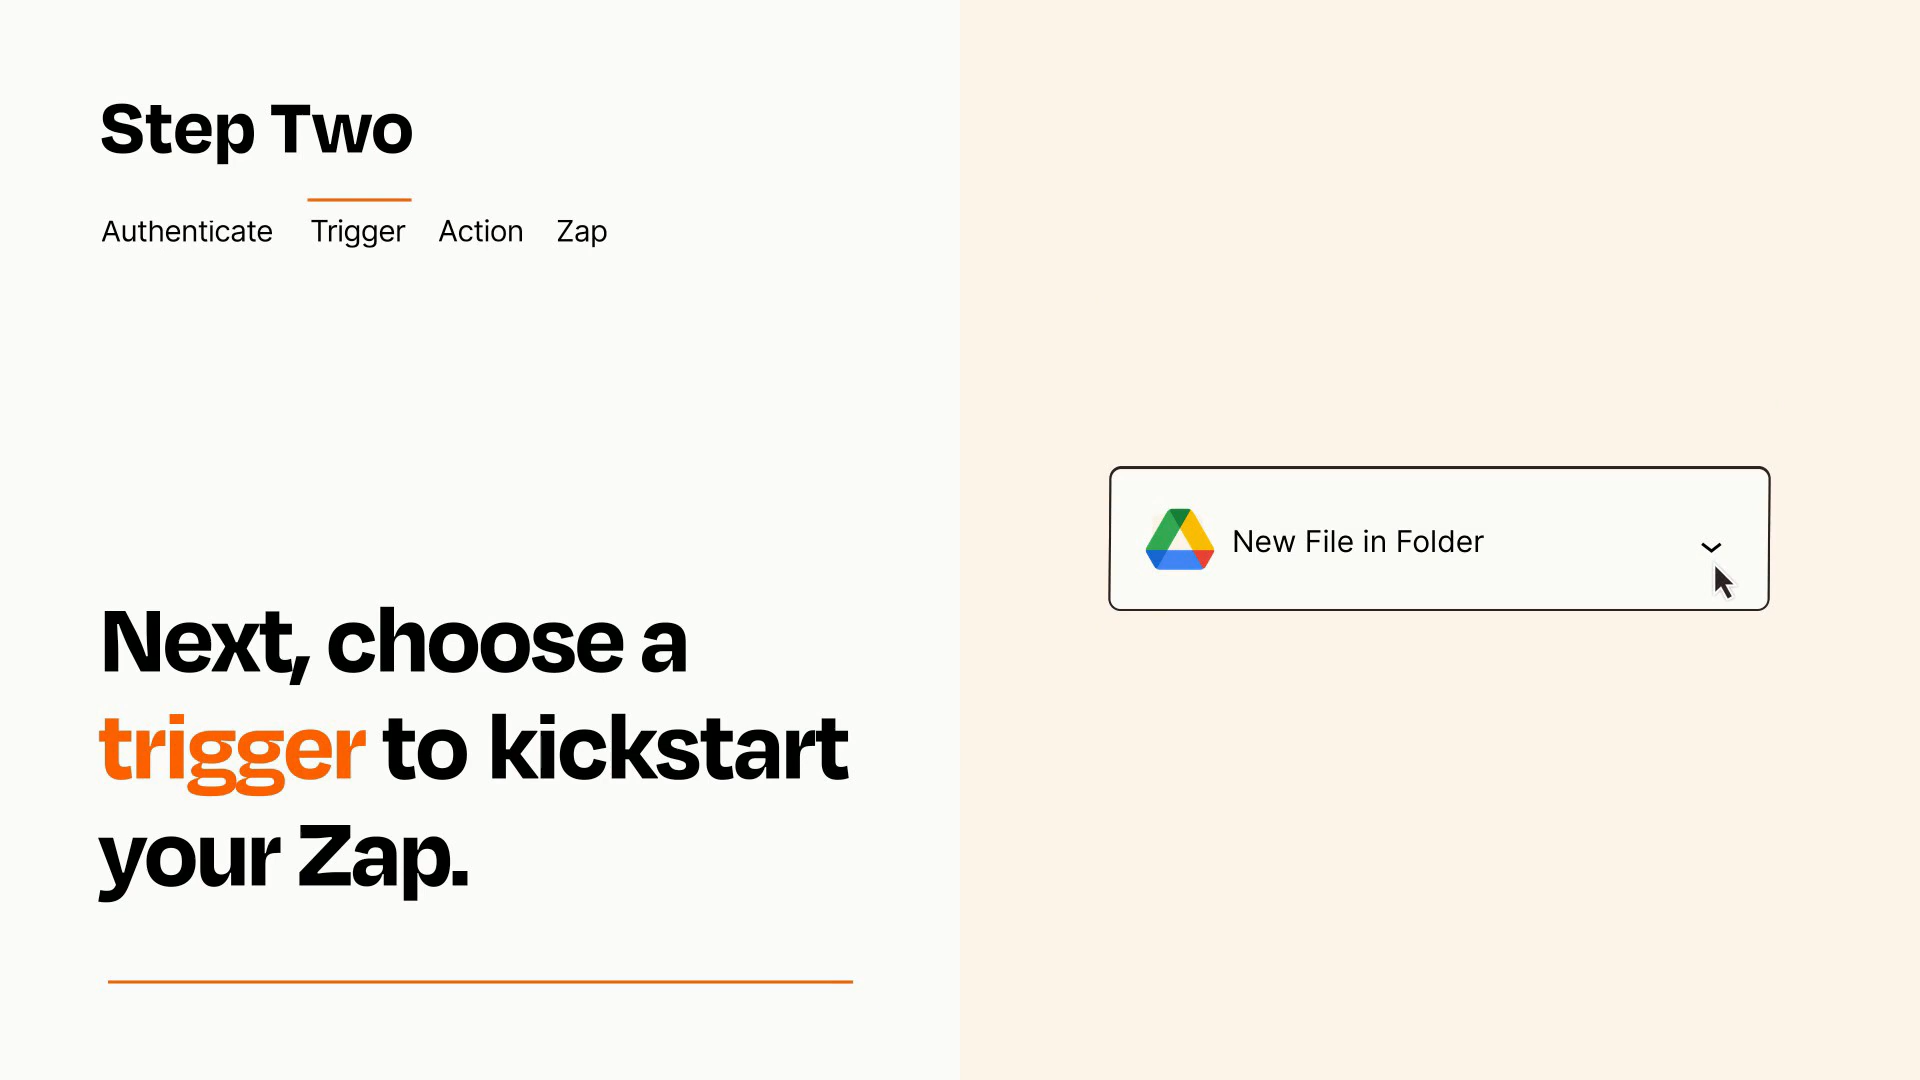 Step Two
Authenticate Trigger Action Zap
Next, choose a
trigger to kickstart
your Zap.
New File in Folder